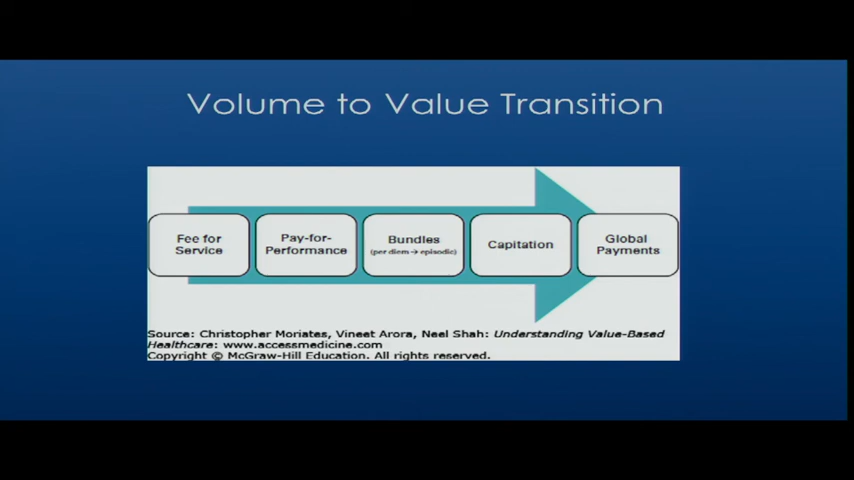 Volume to Value Transition
Fee for
Service
Pay-for-
Performance
Bundles
(per diem → episodic)
Capitation
Global
Payments
Source: Christopher Moriates, Vineet Arora, Neel Shah: Understanding Value-Based
Healthcare: www.accessmedicine.com
Copyright © McGraw-Hill Education. All rights reserved.